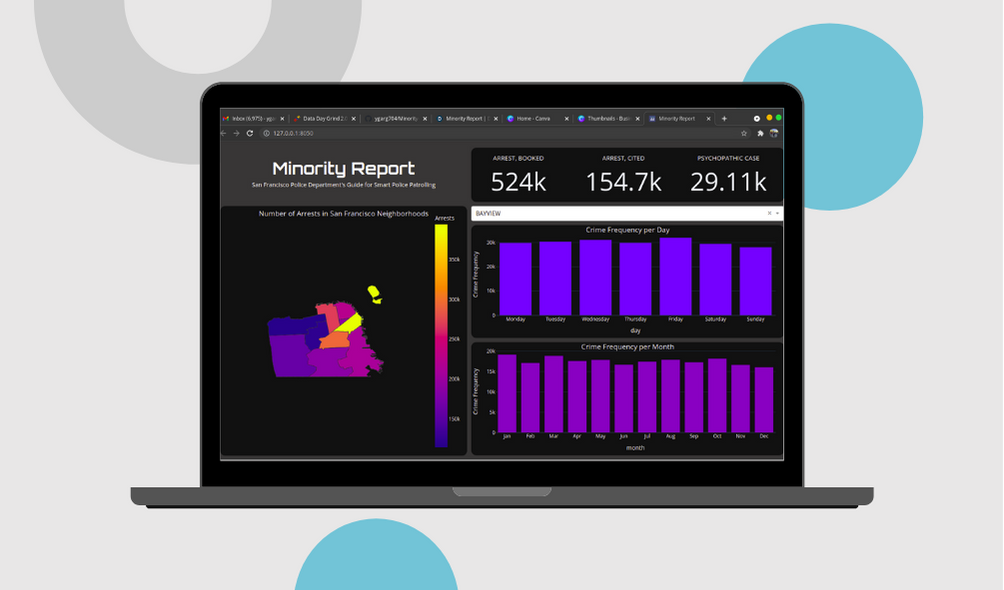 Inbox (6,975) - × Data Day Grind 2. × ygarg704/Minority × Minority Report | × Home - Canva × Thumbnails - Busi × Minority Report × +
127.0.0.1:8050
Minority Report
San Francisco Police Department's Guide for Smart Police Patrolling
ARREST, BOOKED
524k
ARREST, CITED
154.7k
PSYCHOPATHIC CASE
29.11k
BAYVIEW
Number of Arrests in San Francisco Neighborhoods
Arrests
350k
300k
250k
200k
150k
Crime Frequency per Day
Crime Frequency
30k
20k
10k
0
Monday Tuesday Wednesday Thursday Friday Saturday Sunday
day
Crime Frequency per Month
Crime Frequency
20k
15k
10k
5k
0
Jan Feb Mar Apr May Jun Jul Aug Sep Oct Nov Dec
month